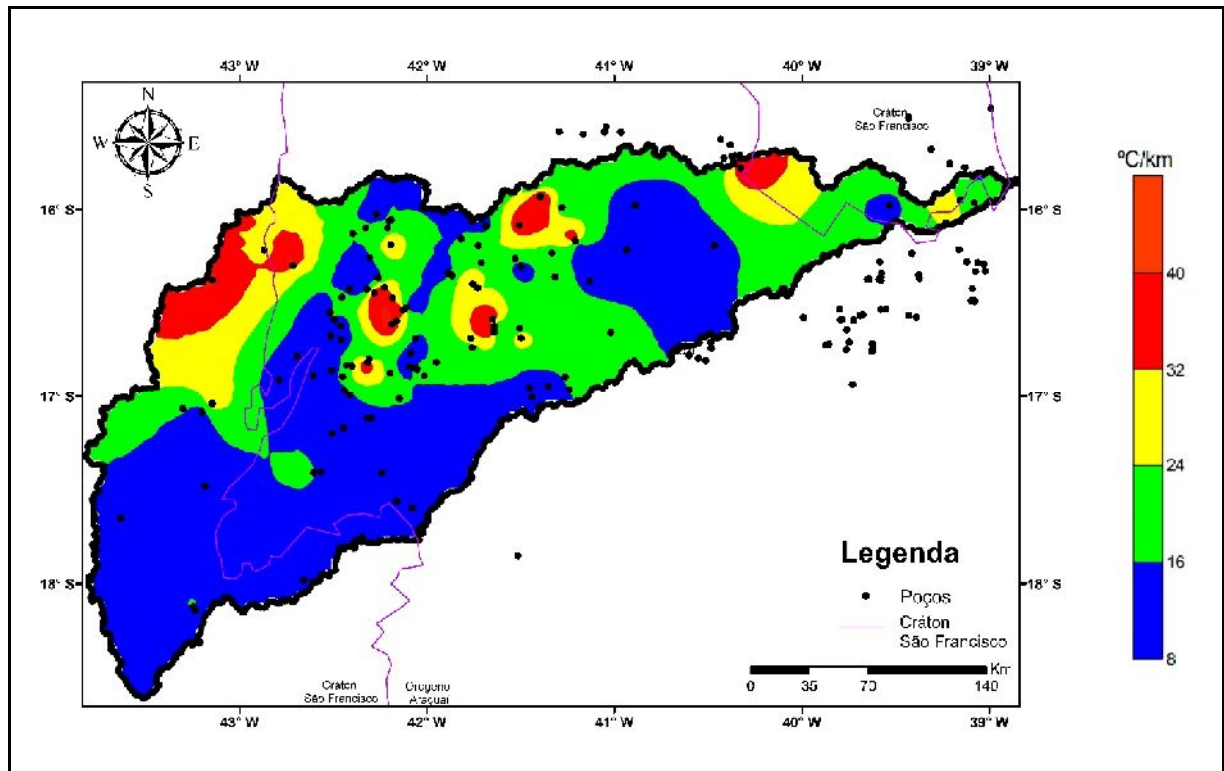 43° W 42° W 41° W 40° W 39° W
N
W E
S
Cráton
São Francisco
ºC/km
16° S
16° S
40
32
17° S
17° S
24
Legenda
16
18° S
18° S
Poços
Cráton
São Francisco
8
Km
0 35 70 140
Cráton
São Francisco
Orogeno
Araçuaí
43° W 42° W 41° W 40° W 39° W